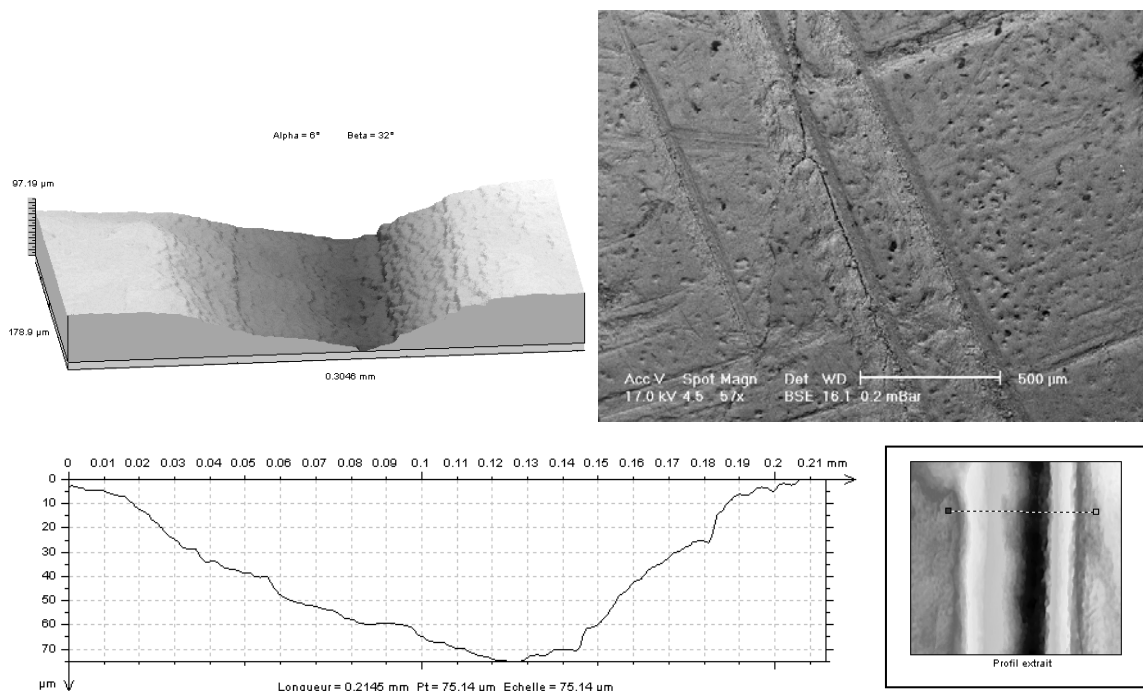 Alpha = 6° Beta = 32°
97.19 µm
178.9 µm
0.3046 mm
Acc V Spot Magn Det WD 500 µm
17.0 kV 4.5 57x BSE 16.1 0.2 mBar
0 0.01 0.02 0.03 0.04 0.05 0.06 0.07 0.08 0.09 0.1 0.11 0.12 0.13 0.14 0.15 0.16 0.17 0.18 0.19 0.2 0.21 mm
0
10
20
30
40
50
60
70
µm
Longueur = 0.2145 mm Pt = 75.14 µm Echelle = 75.14 µm
Profil extrait